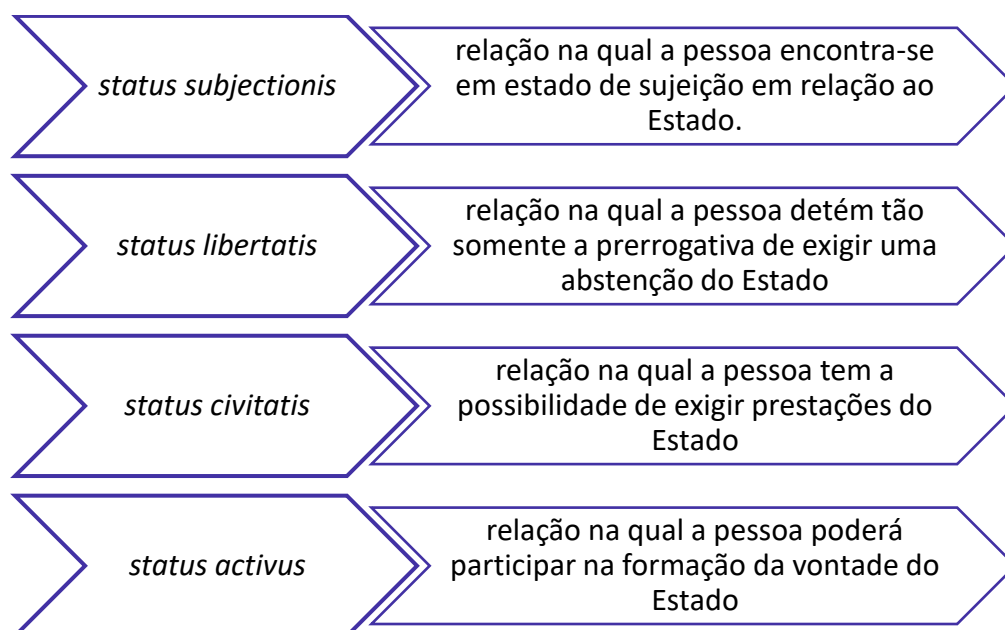 status subjectionis
relação na qual a pessoa encontra-se
em estado de sujeição em relação ao
Estado.
status libertatis
relação na qual a pessoa detém tão
somente a prerrogativa de exigir uma
abstenção do Estado
status civitatis
relação na qual a pessoa tem a
possibilidade de exigir prestações do
Estado
status activus
relação na qual a pessoa poderá
participar na formação da vontade do
Estado